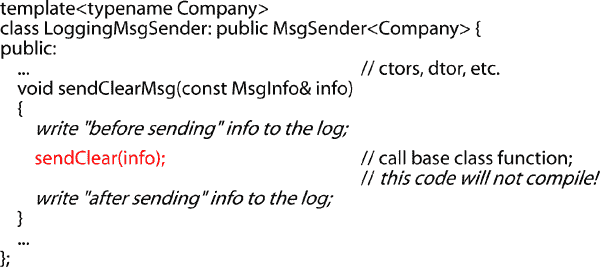 template<typename Company>
class LoggingMsgSender: public MsgSender<Company> {
public:
... // ctors, dtor, etc.
void sendClearMsg(const MsgInfo& info)
{
write "before sending" info to the log;
sendClear(info); // call base class function;
// this code will not compile!
write "after sending" info to the log;
}
...
};